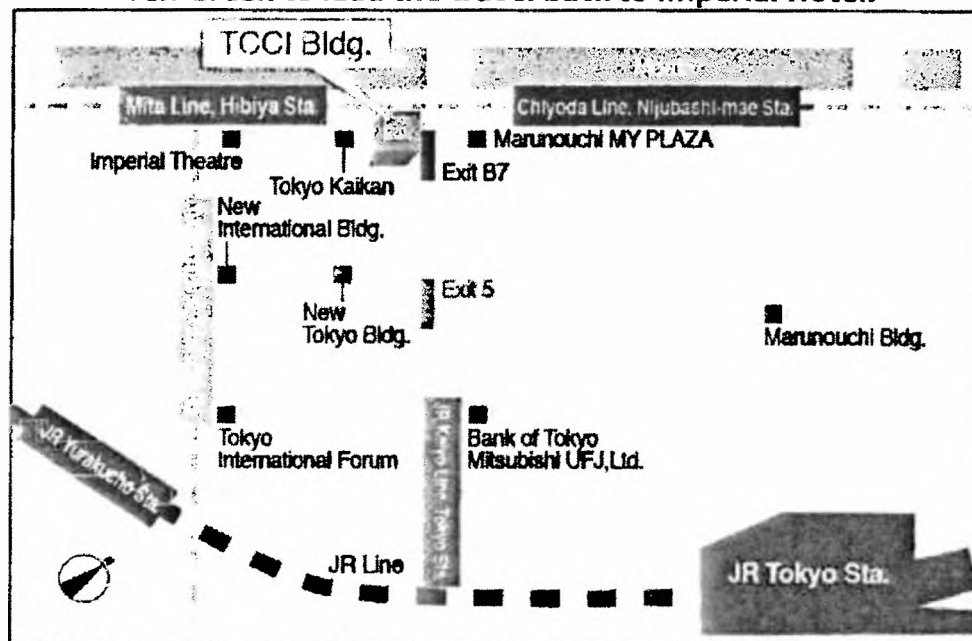 TCCI Bldg.
Mita Line, Hibiya Sta.
Chiyoda Line, Nijubashi-mae Sta.
Imperial Theatre
Tokyo Kaikan
Exit B7
Marunouchi MY PLAZA
New
International Bldg.
New
Tokyo Bldg.
Exit 5
Marunouchi Bldg.
Tokyo
International Forum
JR Keiyo Line, Tokyo Sta.
Bank of Tokyo
Mitsubishi UFJ,Ltd.
JR Yurakucho Sta.
JR Line
JR Tokyo Sta.